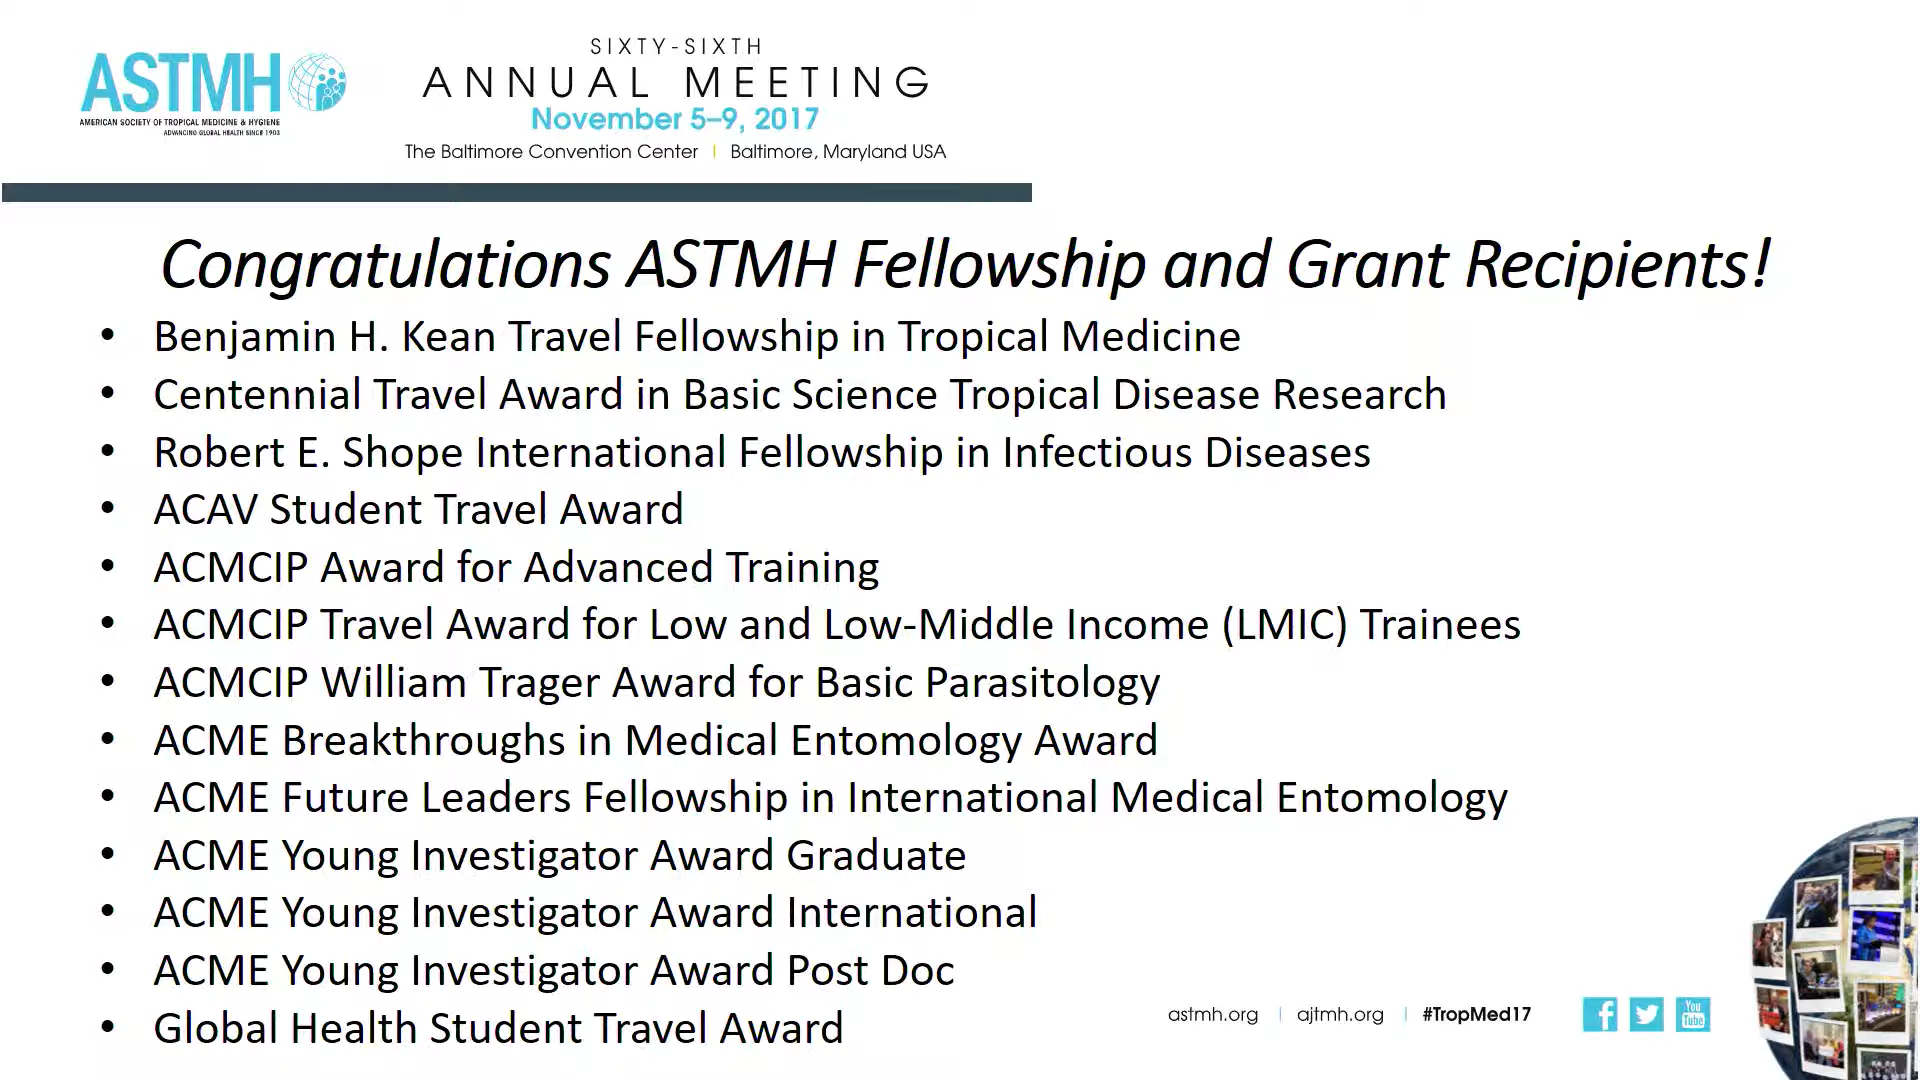 ASTMH
AMERICAN SOCIETY OF TROPICAL MEDICINE & HYGIENE
ADVANCING GLOBAL HEALTH SINCE 1903
SIXTY-SIXTH
ANNUAL MEETING
November 5–9, 2017
The Baltimore Convention Center | Baltimore, Maryland USA
Congratulations ASTMH Fellowship and Grant Recipients!
• Benjamin H. Kean Travel Fellowship in Tropical Medicine
• Centennial Travel Award in Basic Science Tropical Disease Research
• Robert E. Shope International Fellowship in Infectious Diseases
• ACAV Student Travel Award
• ACMCIP Award for Advanced Training
• ACMCIP Travel Award for Low and Low-Middle Income (LMIC) Trainees
• ACMCIP William Trager Award for Basic Parasitology
• ACME Breakthroughs in Medical Entomology Award
• ACME Future Leaders Fellowship in International Medical Entomology
• ACME Young Investigator Award Graduate
• ACME Young Investigator Award International
• ACME Young Investigator Award Post Doc
• Global Health Student Travel Award
astmh.org | ajtmh.org | #TropMed17
You
Tube